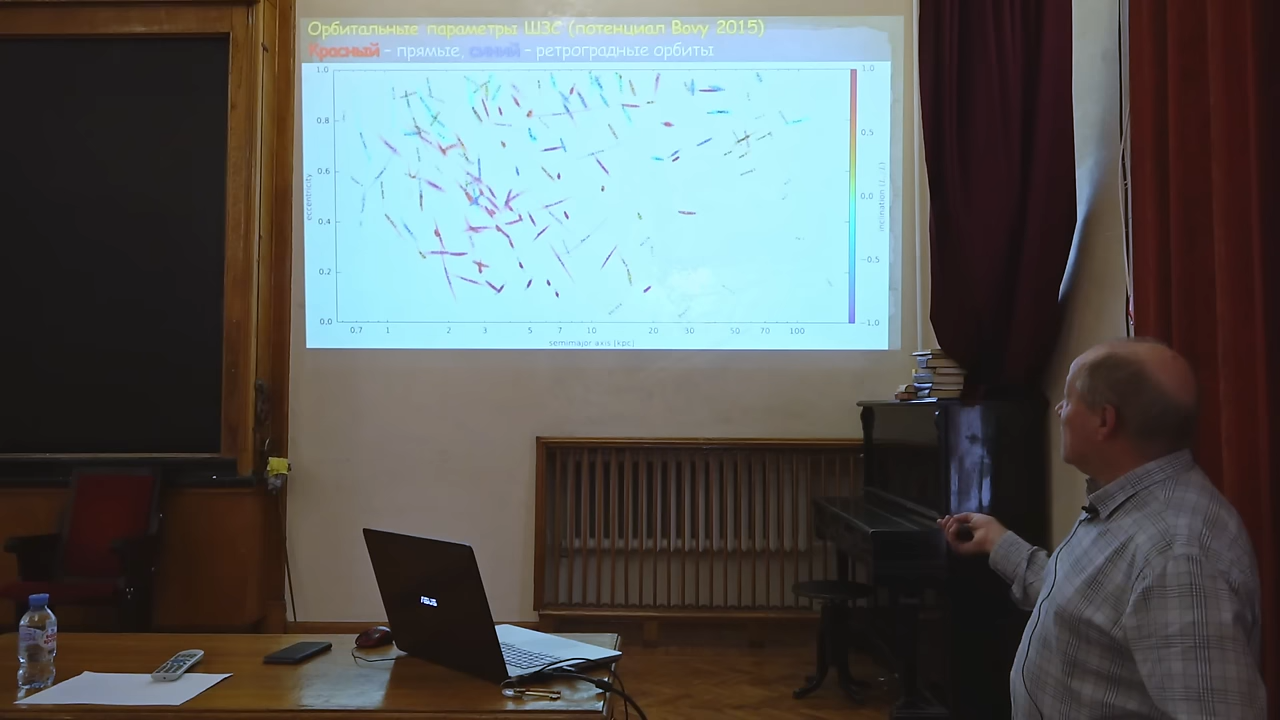 Орбитальные параметры ШЗС (потенциал Bovy 2015)
Красный – прямые, синий – ретроградные орбиты
1.0
0.8
0.6
0.4
0.2
0.0
eccentricity
0.7 1 2 3 5 7 10 20 30 50 70 100
semimajor axis [kpc]
1.0
0.5
0.0
−0.5
−1.0
ASUS